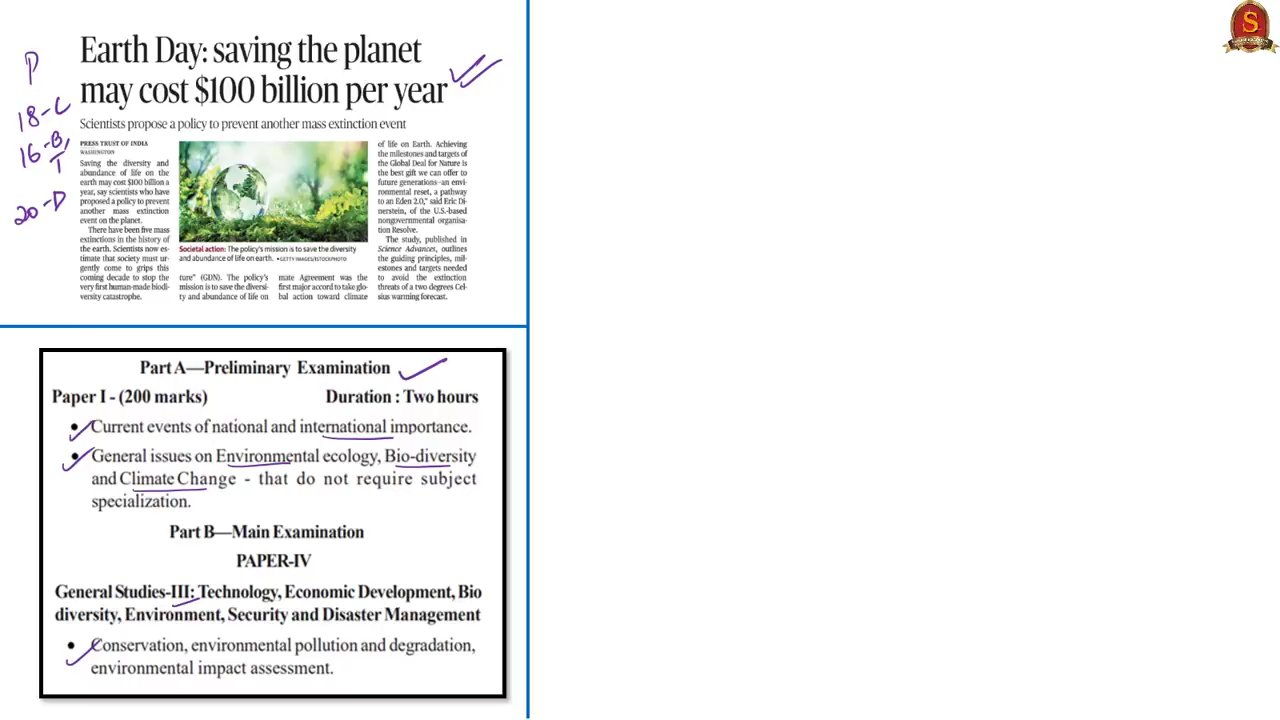 P
18-C
16-B,
T
20-D
Earth Day: saving the planet
may cost $100 billion per year
Scientists propose a policy to prevent another mass extinction event
PRESS TRUST OF INDIA
WASHINGTON
Saving the diversity and
abundance of life on the
earth may cost $100 billion a
year, say scientists who have
proposed a policy to prevent
another mass extinction
event on the planet.
There have been five mass
extinctions in the history of
the earth. Scientists now es-
timate that society must ur-
gently come to grips this
coming decade to stop the
very first human-made biodi-
versity catastrophe.
Societal action: The policy's mission is to save the diversity
and abundance of life on earth. • GETTY IMAGES/ISTOCKPHOTO
ture" (GDN). The policy's
mission is to save the diversi-
ty and abundance of life on
mate Agreement was the
first major accord to take glo-
bal action toward climate
of life on Earth. Achieving
the milestones and targets of
the Global Deal for Nature is
the best gift we can offer to
future generations—an envi-
ronmental reset, a pathway
to an Eden 2.0," said Eric Di-
nerstein, of the U.S.-based
nongovernmental organisa-
tion Resolve.
The study, published in
Science Advances, outlines
the guiding principles, mil-
estones and targets needed
to avoid the extinction
threats of a two degrees Cel-
sius warming forecast.
Part A—Preliminary Examination
Paper I - (200 marks) Duration : Two hours
• Current events of national and international importance.
• General issues on Environmental ecology, Bio-diversity
and Climate Change - that do not require subject
specialization.
Part B—Main Examination
PAPER-IV
General Studies-III: Technology, Economic Development, Bio
diversity, Environment, Security and Disaster Management
• Conservation, environmental pollution and degradation,
environmental impact assessment.
S